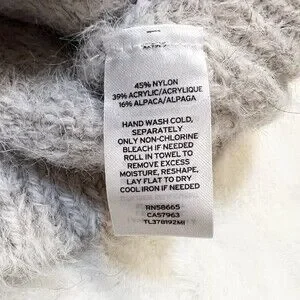 45% NYLON
39% ACRYLIC/ACRYLIQUE
16% ALPACA/ALPAGA
HAND WASH COLD,
SEPARATELY
ONLY NON-CHLORINE
BLEACH IF NEEDED
ROLL IN TOWEL TO
REMOVE EXCESS
MOISTURE, RESHAPE,
LAY FLAT TO DRY
COOL IRON IF NEEDED
RN58665
CA57963
TL378192MI